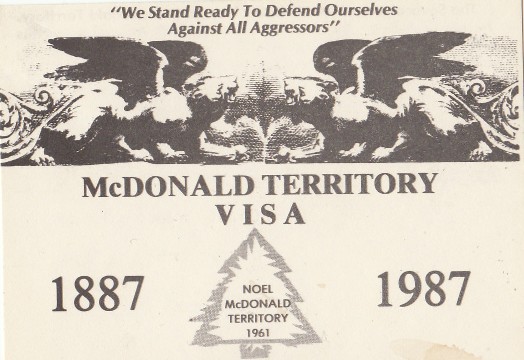 "We Stand Ready To Defend Ourselves
Against All Aggressors"
McDONALD TERRITORY
VISA
1887
1987
NOEL
McDONALD
TERRITORY
1961